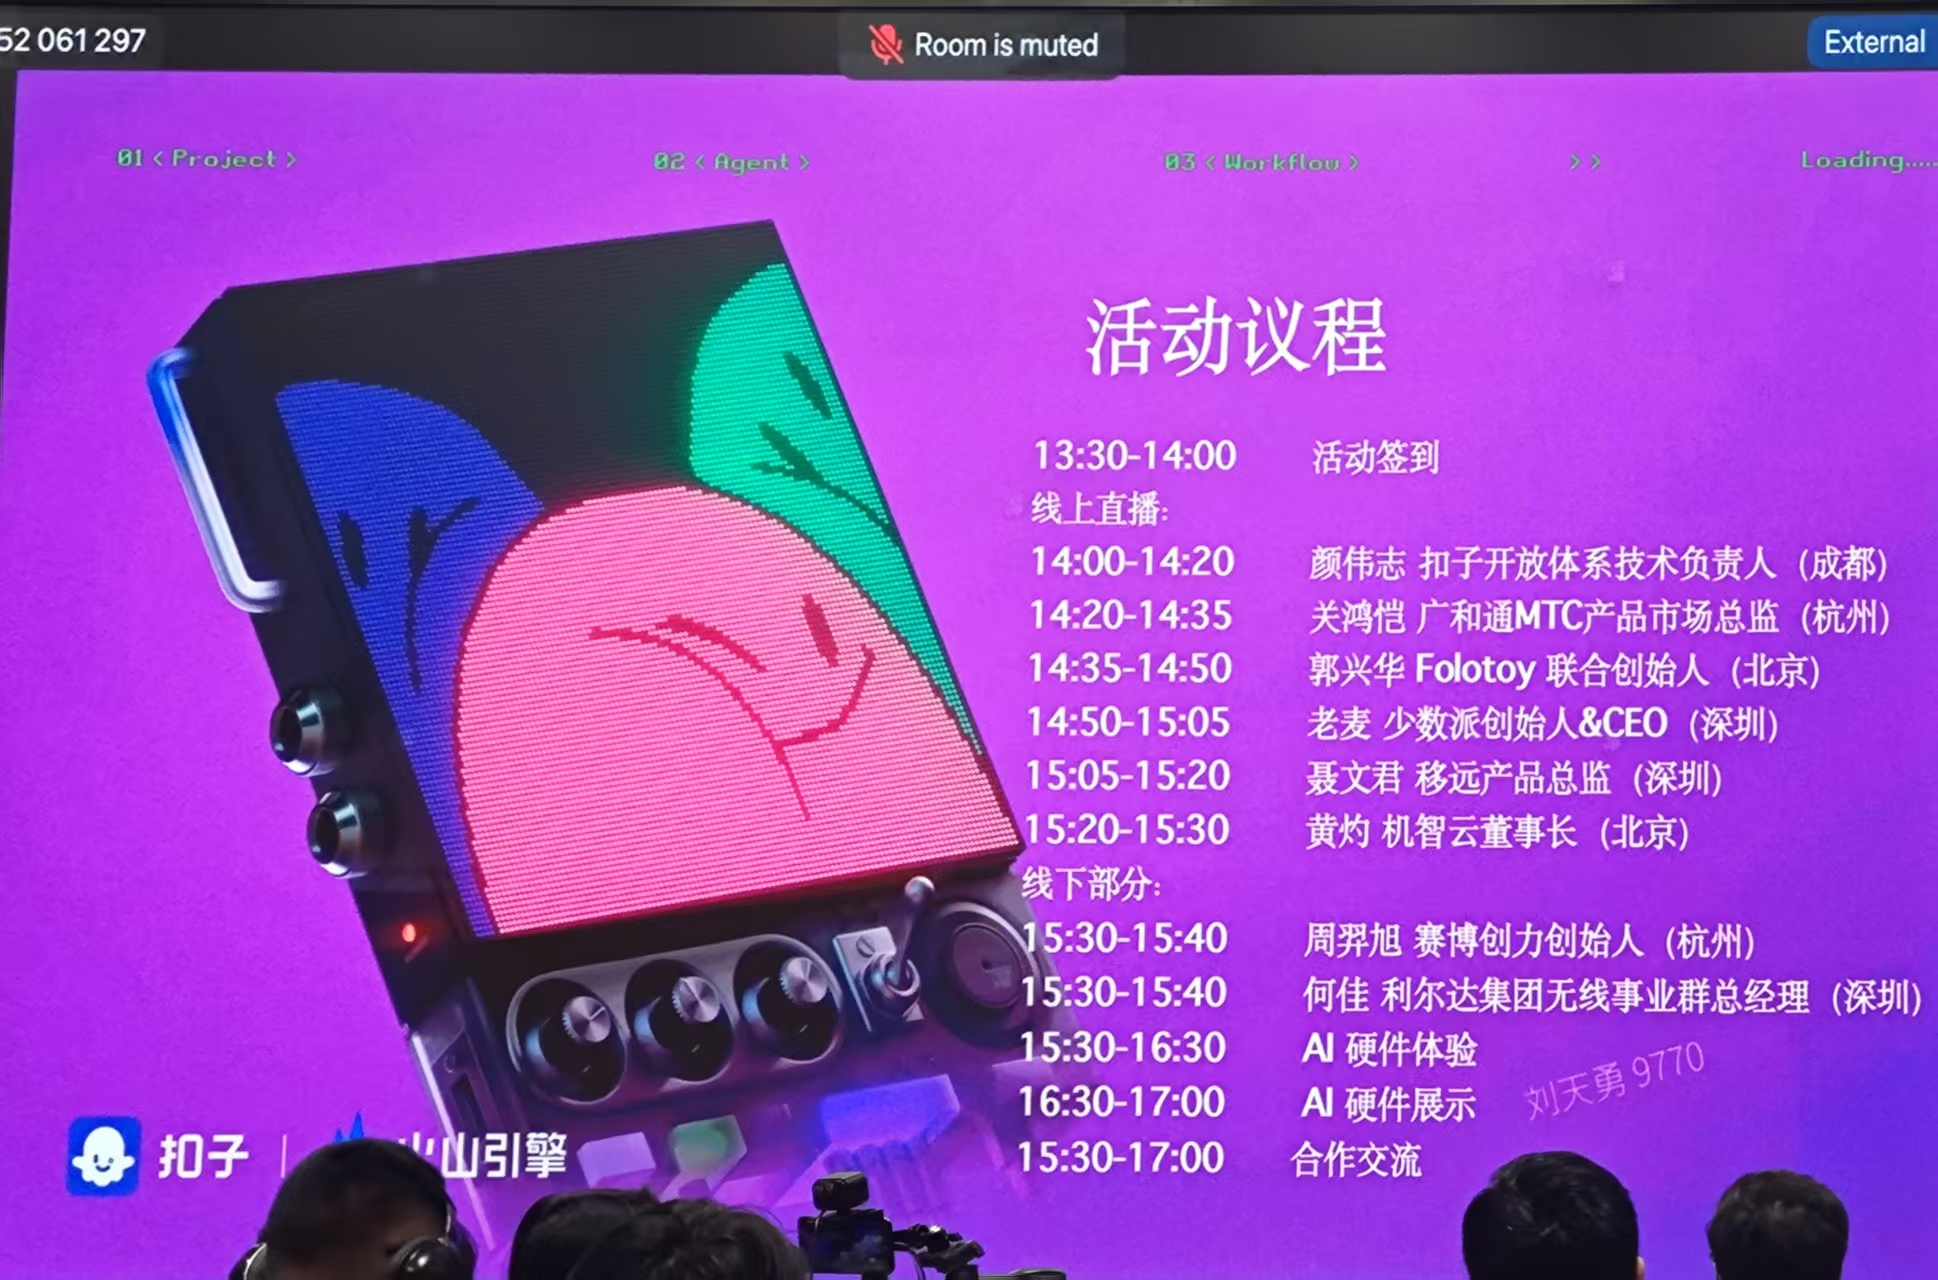 52 061 297
Room is muted
External
01 < Project >
02 < Agent >
03 < Workflow >
> >
Loading.....
活动议程
13:30-14:00 活动签到
线上直播:
14:00-14:20 颜伟志 扣子开放体系技术负责人 (成都)
14:20-14:35 关鸿恺 广和通MTC产品市场总监 (杭州)
14:35-14:50 郭兴华 Folotoy 联合创始人 (北京)
14:50-15:05 老麦 少数派创始人&CEO (深圳)
15:05-15:20 聂文君 移远产品总监 (深圳)
15:20-15:30 黄灼 机智云董事长 (北京)
线下部分:
15:30-15:40 周羿旭 赛博创力创始人 (杭州)
15:30-15:40 何佳 利尔达集团无线事业群总经理 (深圳)
15:30-16:30 AI 硬件体验
16:30-17:00 AI 硬件展示
15:30-17:00 合作交流
刘天勇 9770
扣子 | 火山引擎